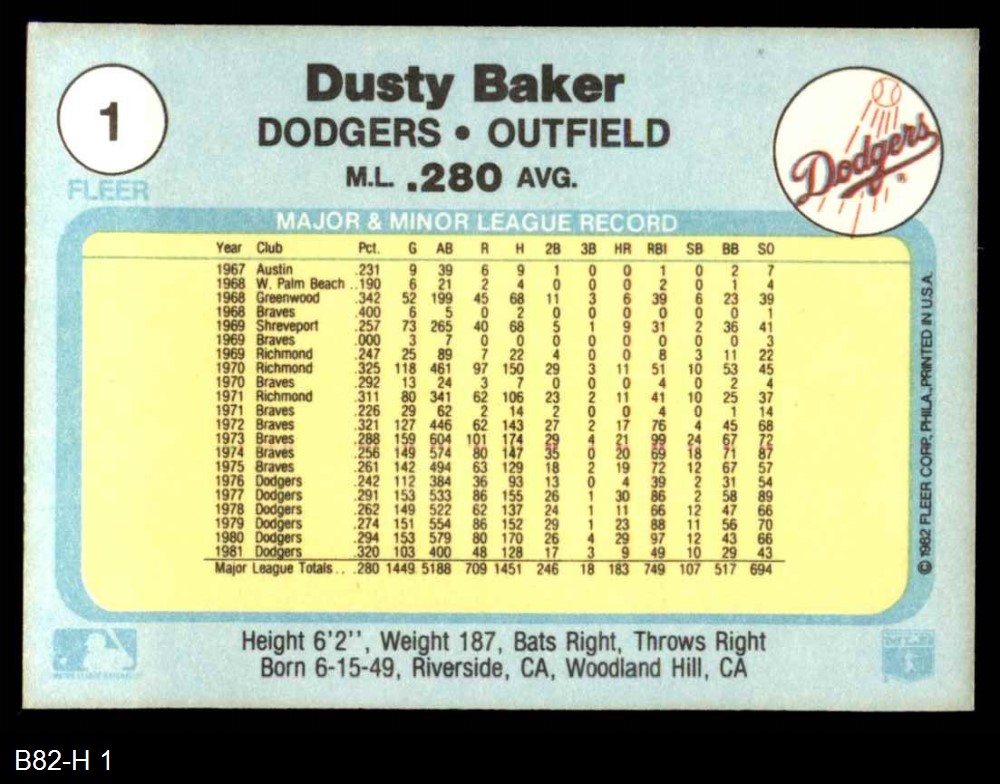 1
FLEER
Dusty Baker
DODGERS • OUTFIELD
M.L. .280 AVG.
Dodgers ®
MAJOR & MINOR LEAGUE RECORD
Year Club Pct. G AB R H 2B 3B HR RBI SB BB SO
1967 Austin .231 9 39 6 9 1 0 0 1 0 2 7
1968 W. Palm Beach .. .190 6 21 2 4 0 0 0 2 0 1 4
1968 Greenwood .342 52 199 45 68 11 3 6 39 6 23 39
1968 Braves .400 6 5 0 2 0 0 0 0 0 0 1
1969 Shreveport .257 73 265 40 68 5 1 9 31 2 36 41
1969 Braves .000 3 7 0 0 0 0 0 0 0 0 3
1969 Richmond .247 25 89 7 22 4 0 0 8 3 11 22
1970 Richmond .325 118 461 97 150 29 3 11 51 10 53 45
1970 Braves .292 13 24 3 7 0 0 0 4 0 2 4
1971 Richmond .311 80 341 62 106 23 2 11 41 10 25 37
1971 Braves .226 29 62 2 14 2 0 0 4 0 1 14
1972 Braves .321 127 446 62 143 27 2 17 76 4 45 68
1973 Braves .288 159 604 101 174 29 4 21 99 24 67 72
1974 Braves .256 149 574 80 147 35 0 20 69 18 71 87
1975 Braves .261 142 494 63 129 18 2 19 72 12 67 57
1976 Dodgers .242 112 384 36 93 13 0 4 39 2 31 54
1977 Dodgers .291 153 533 86 155 26 1 30 86 2 58 89
1978 Dodgers .262 149 522 62 137 24 1 11 66 12 47 66
1979 Dodgers .274 151 554 86 152 29 1 23 88 11 56 70
1980 Dodgers .294 153 579 80 170 26 4 29 97 12 43 66
1981 Dodgers .320 103 400 48 128 17 3 9 49 10 29 43
Major League Totals . . .280 1449 5188 709 1451 246 18 183 749 107 517 694
© 1982 FLEER CORP., PHILA., PRINTED IN U.S.A.
Height 6'2'', Weight 187, Bats Right, Throws Right
Born 6-15-49, Riverside, CA, Woodland Hill, CA
B82-H 1